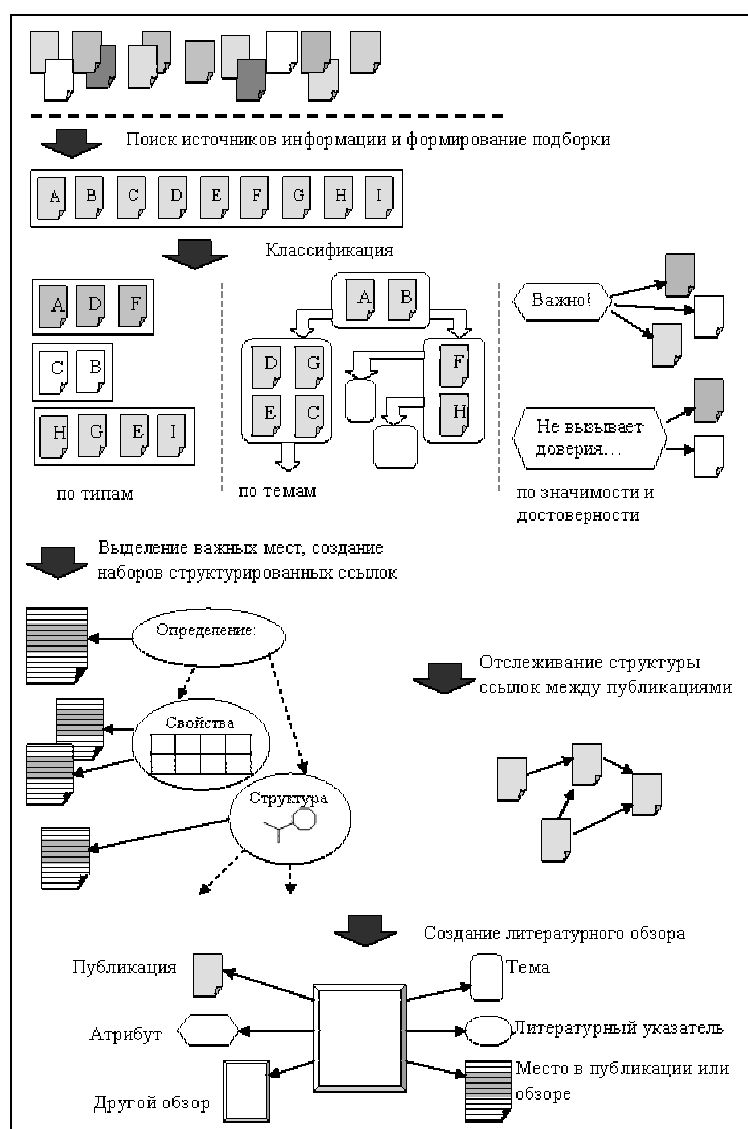 Поиск источников информации и формирование подборки
A B C D E F G H I
Классификация
A D F
C B
H G E I
по типам
A B
D G
E C
F
H
по темам
Важно!
Не вызывает
доверия...
по значимости и
достоверности
Выделение важных мест, создание
наборов структурированных ссылок
Определение:
Свойства
Структура
Отслеживание структуры
ссылок между публикациями
Создание литературного обзора
Публикация
Атрибут
Другой обзор
Тема
Литературный указатель
Место в публикации или
обзоре